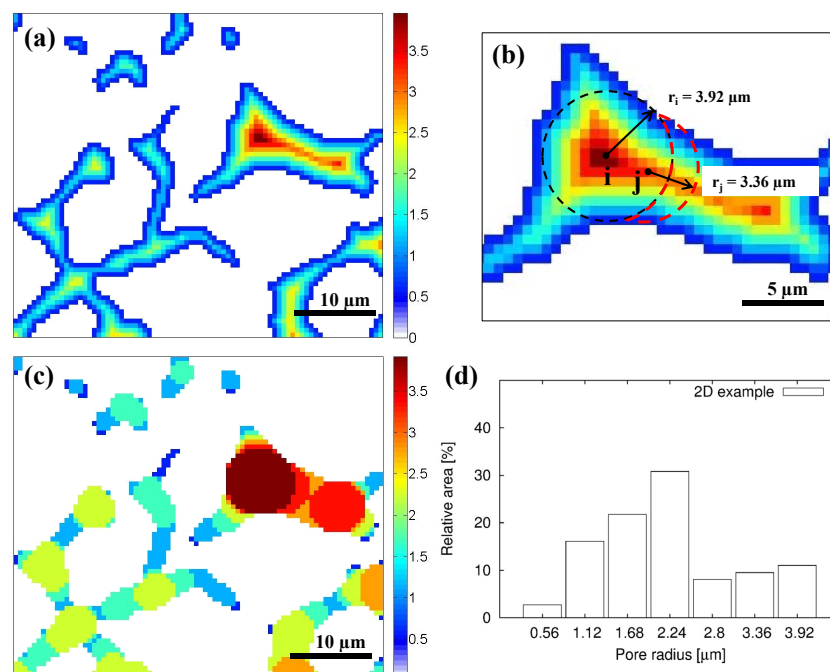 (a)
3.5
3
2.5
2
1.5
1
0.5
0
10 µm
(b)
r_i = 3.92 µm
i
j
r_j = 3.36 µm
5 µm
(c)
3.5
3
2.5
2
1.5
1
0.5
0
10 µm
(d)
2D example
Relative area [%]
40
30
20
10
0
0.56 1.12 1.68 2.24 2.8 3.36 3.92
Pore radius [µm]